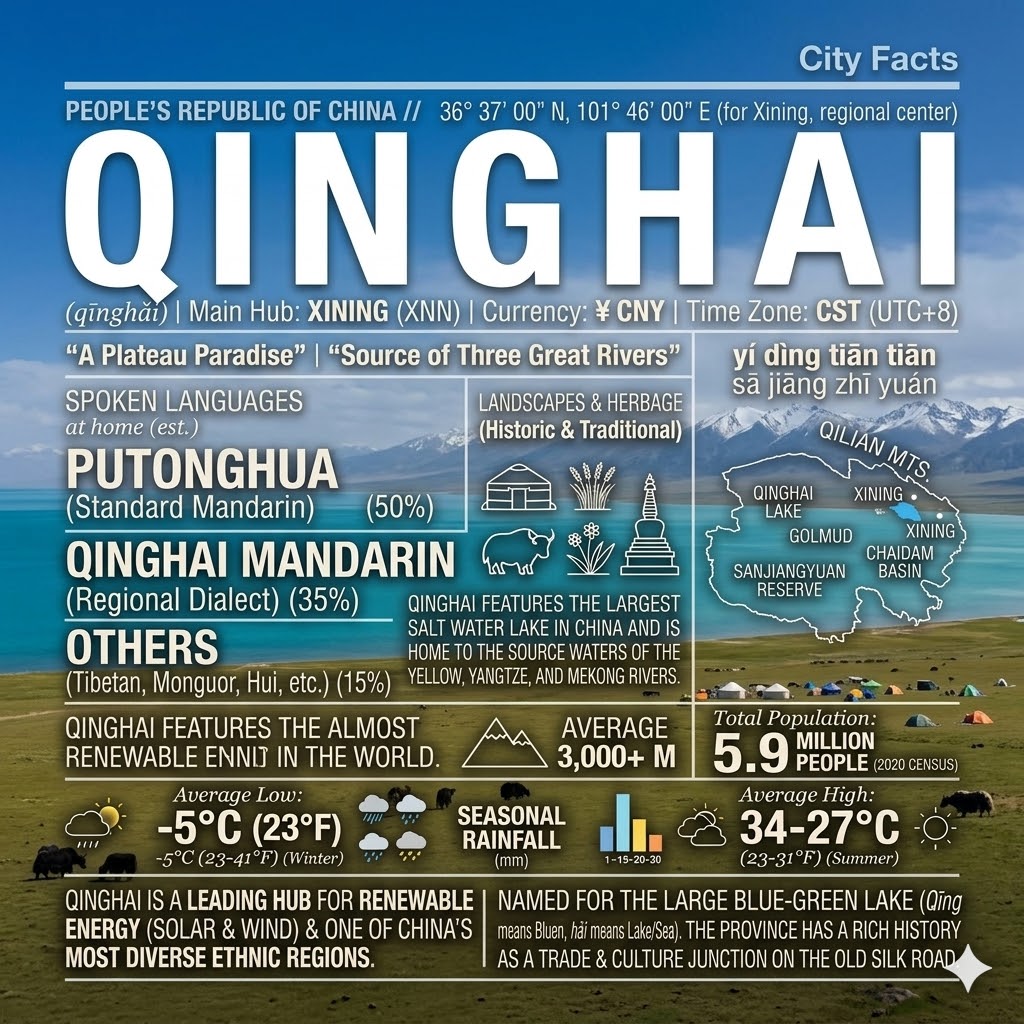 City Facts
PEOPLE'S REPUBLIC OF CHINA // 36° 37' 00" N, 101° 46' 00" E (for Xining, regional center)
QINGHAI
(qīnghǎi) | Main Hub: XINING (XNN) | Currency: ¥ CNY | Time Zone: CST (UTC+8)
"A Plateau Paradise" | "Source of Three Great Rivers"
yí dìng tiān tiān
sā jiāng zhī yuán
SPOKEN LANGUAGES
at home (est.)
PUTONGHUA
(Standard Mandarin) (50%)
QINGHAI MANDARIN
(Regional Dialect) (35%)
OTHERS
(Tibetan, Monguor, Hui, etc.) (15%)
LANDSCAPES & HERBAGE
(Historic & Traditional)
QINGHAI FEATURES THE LARGEST
SALT WATER LAKE IN CHINA AND IS
HOME TO THE SOURCE WATERS OF THE
YELLOW, YANGTZE, AND MEKONG RIVERS.
QILIAN MTS.
QINGHAI
LAKE
XINING
GOLMUD
XINING
CHAIDAM
BASIN
SANJIANGYUAN
RESERVE
QINGHAI FEATURES THE ALMOST
RENEWABLE IN THE WORLD.
AVERAGE
3,000+ M
Total Population:
5.9 MILLION
PEOPLE (2020 CENSUS)
Average Low:
-5°C (23°F)
-5°C (23-41°F) (Winter)
SEASONAL
RAINFALL
(mm)
1-15-20-30
Average High:
34-27°C
(23-31°F) (Summer)
QINGHAI IS A LEADING HUB FOR RENEWABLE
ENERGY (SOLAR & WIND) & ONE OF CHINA'S
MOST DIVERSE ETHNIC REGIONS.
NAMED FOR THE LARGE BLUE-GREEN LAKE (Qīng
means Bluen, hǎi means Lake/Sea). THE PROVINCE HAS A RICH HISTORY
AS A TRADE & CULTURE JUNCTION ON THE OLD SILK ROAD.